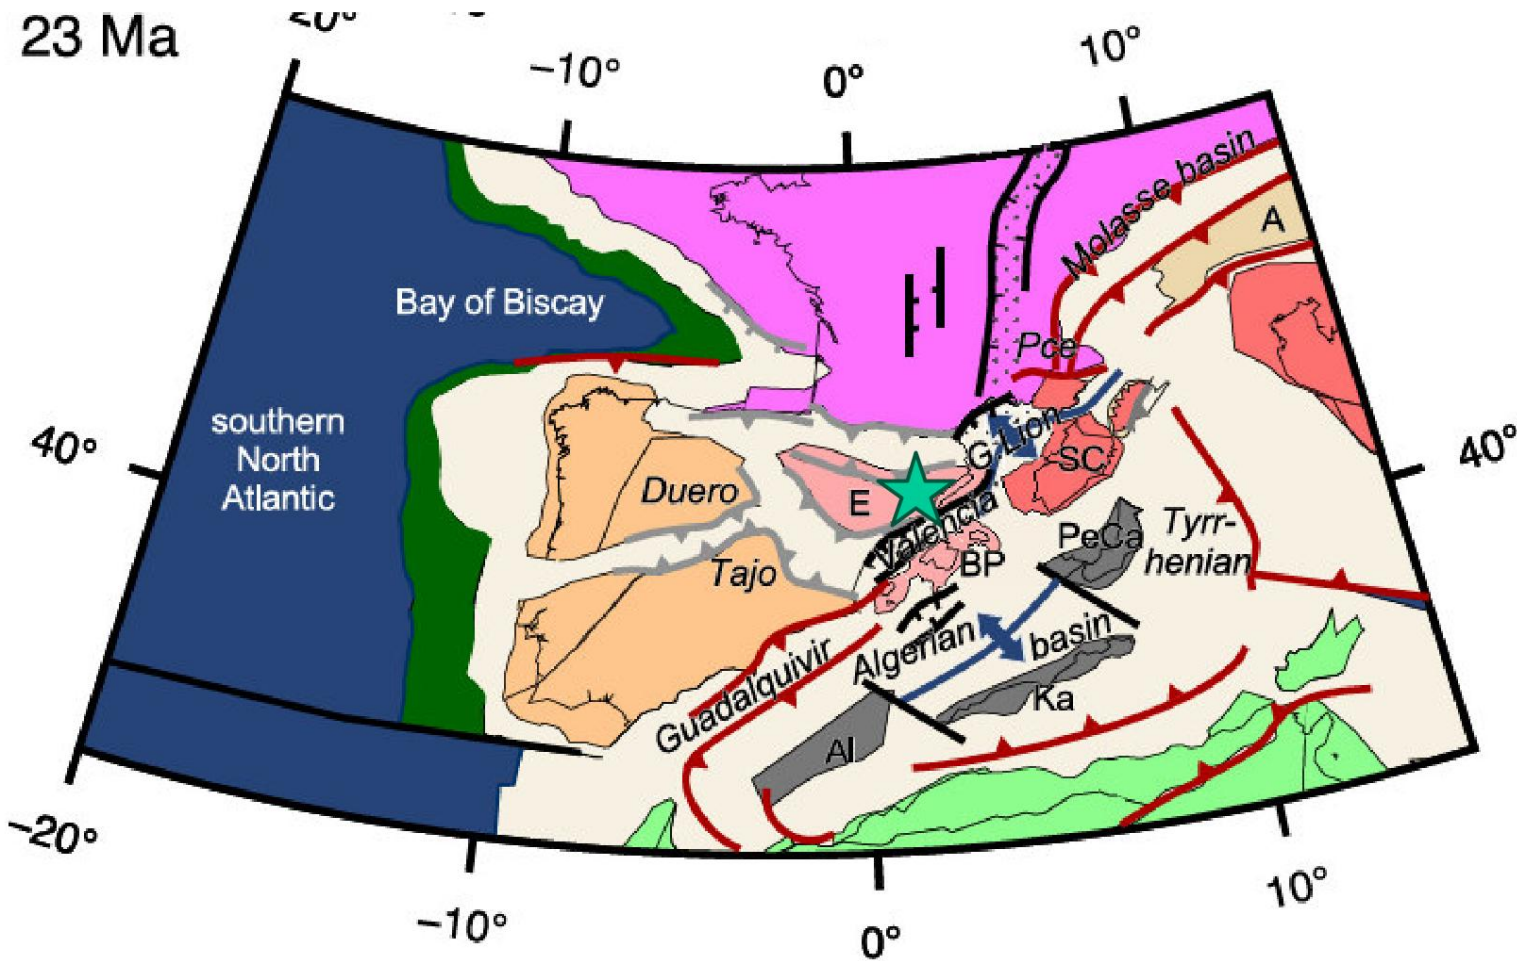 23 Ma
20°
−10°
0°
10°
Molasse basin
A
Bay of Biscay
Pce
southern
North
Atlantic
40°
40°
G Lion
SC
Duero
E
Valencia
PeCa
Tyrr-
henian
Tajo
BP
Algerian basin
Guadalquivir
Ka
Al
−20°
−10°
0°
10°